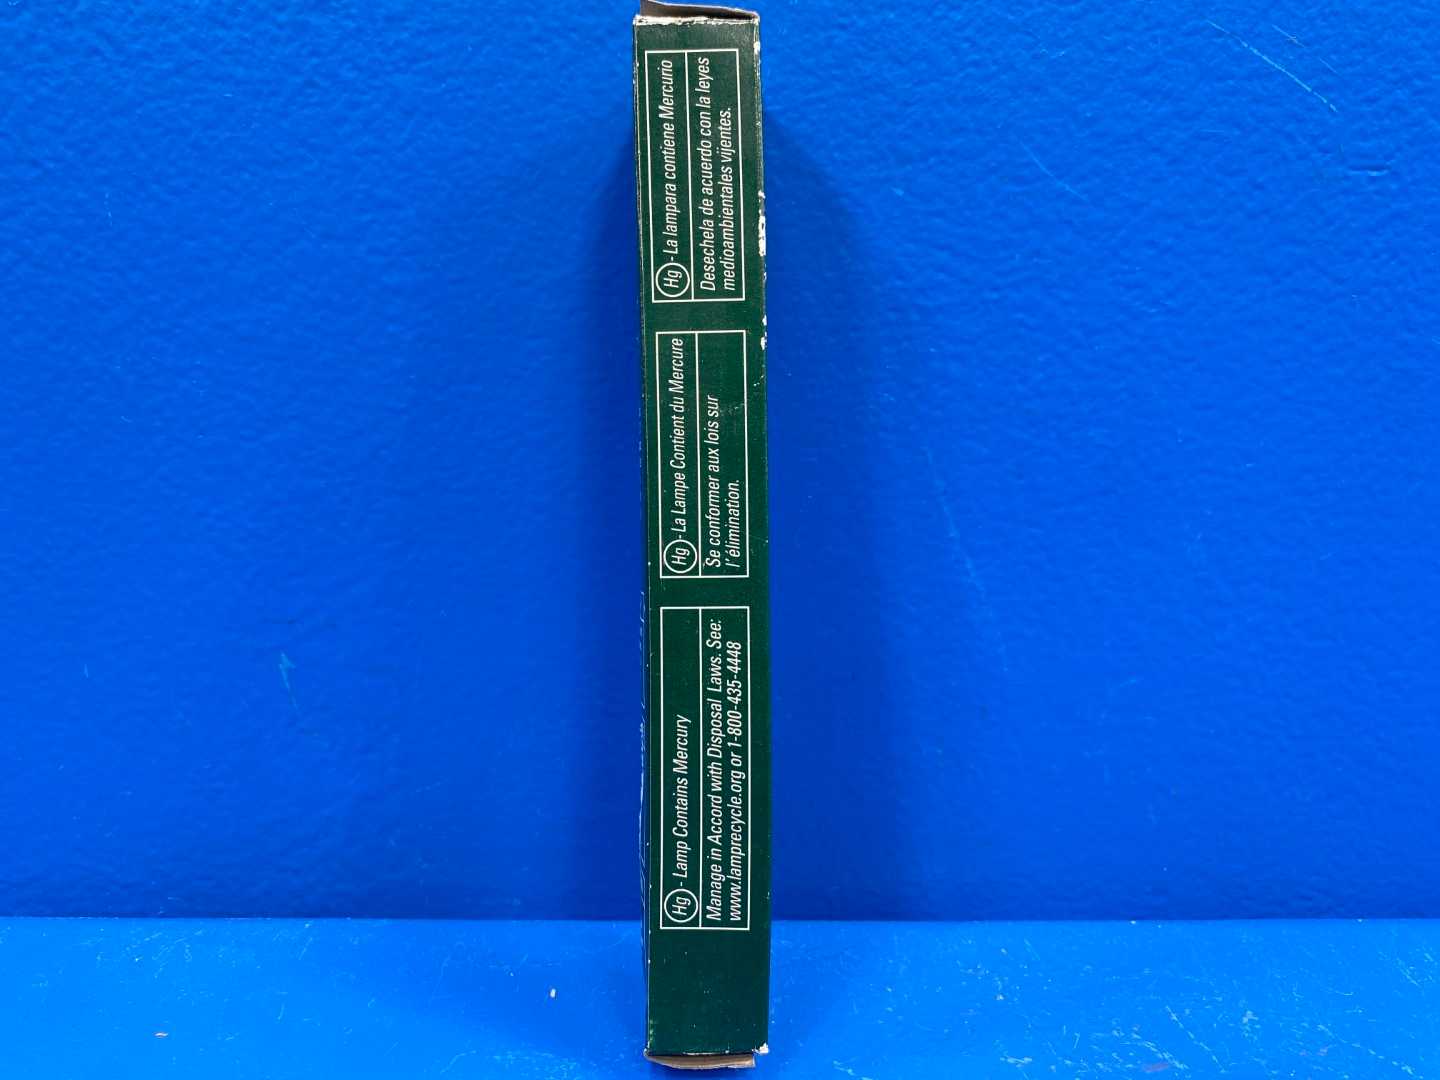 Hg - Lamp Contains Mercury
Manage in Accord with Disposal Laws. See:
www.lamprecycle.org or 1-800-435-4448
Hg - La Lampe Contient du Mercure
Se conformer aux lois sur
l'élimination.
Hg - La lampara contiene Mercurio
Desechela de acuerdo con la leyes
medioambientales vijentes.